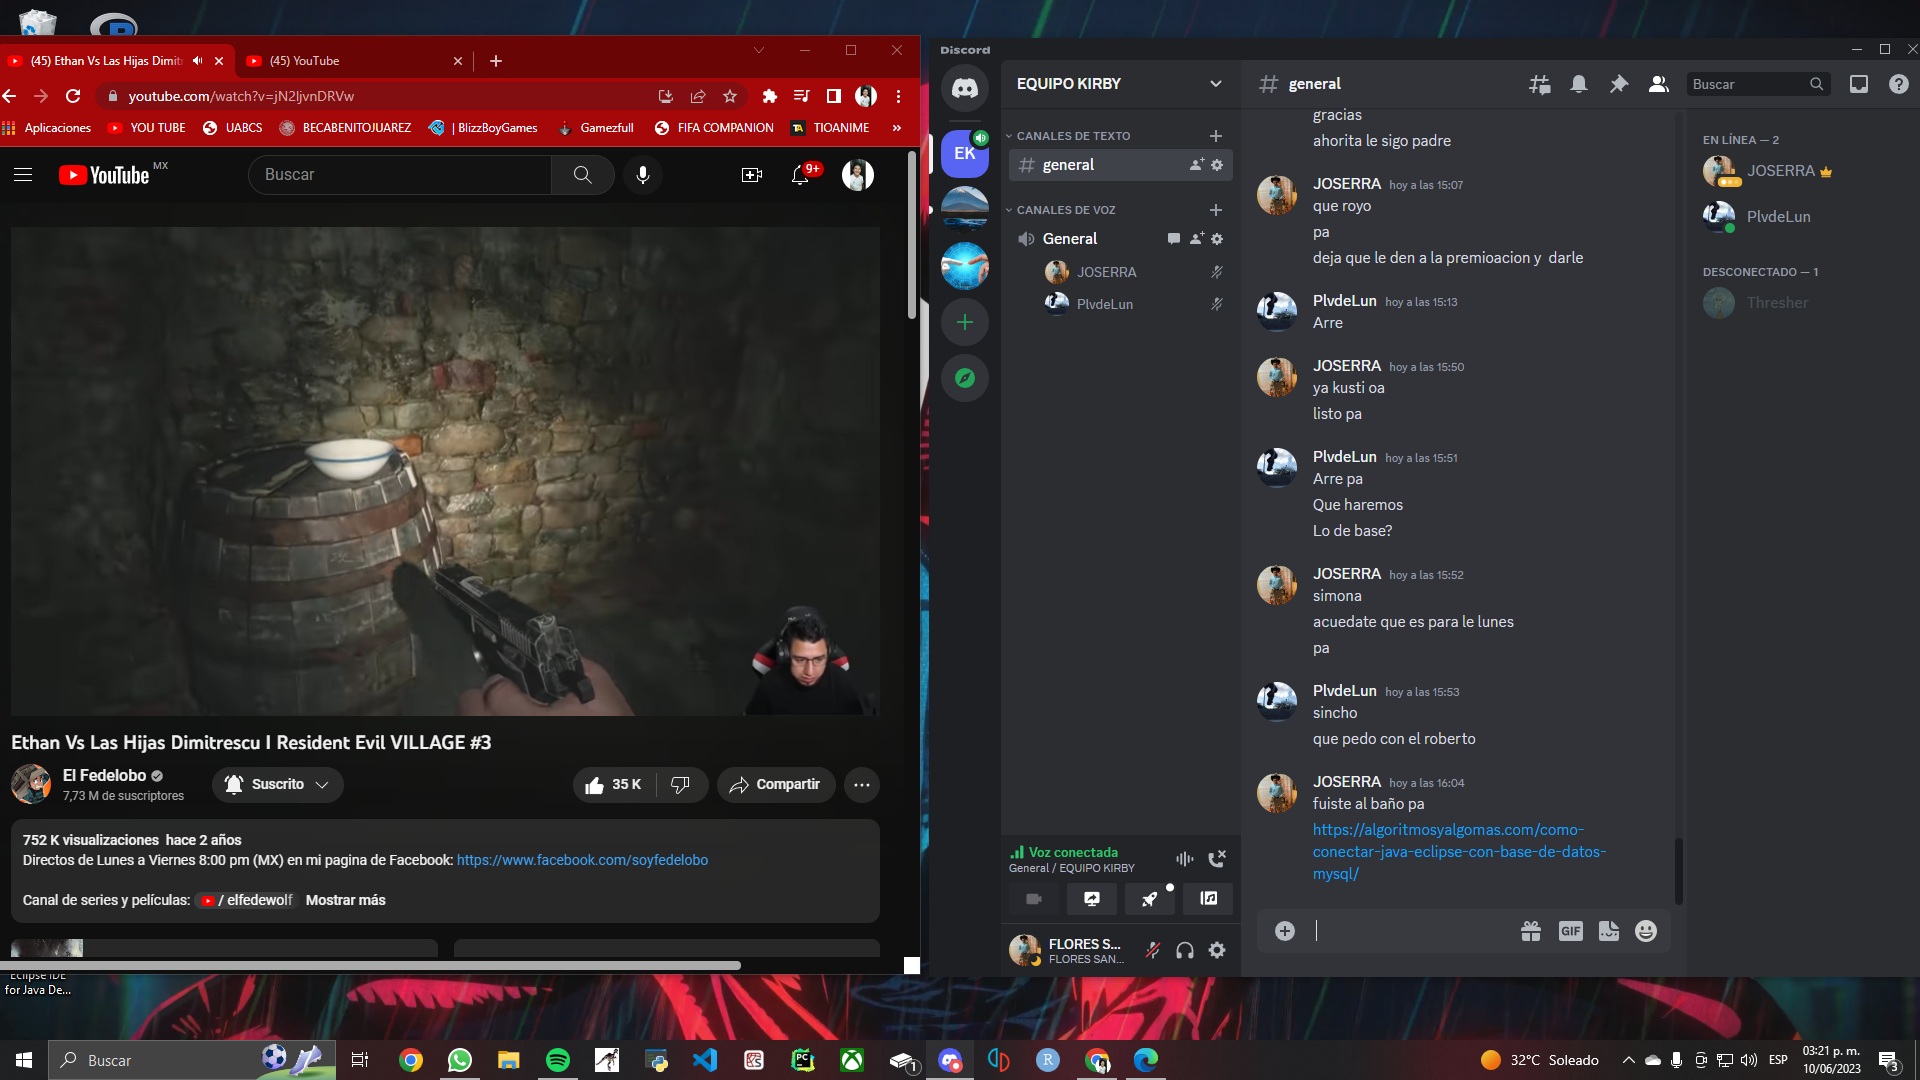 (45) Ethan Vs Las Hijas Dimit
(45) YouTube
youtube.com/watch?v=jN2ljvnDRVw
Aplicaciones
YOU TUBE
UABCS
BECABENITOJUAREZ
| BlizzBoyGames
Gamezfull
FIFA COMPANION
TA
TIOANIME
»
YouTube MX
Buscar
9+
Ethan Vs Las Hijas Dimitrescu I Resident Evil VILLAGE #3
El Fedelobo
7,73 M de suscriptores
Suscrito
35 K
Compartir
752 K visualizaciones hace 2 años
Directos de Lunes a Viernes 8:00 pm (MX) en mi pagina de Facebook: https://www.facebook.com/soyfedelobo
Canal de series y películas: / elfedewolf Mostrar más
Eclipse IDE
for Java De...
Discord
EK
EQUIPO KIRBY
CANALES DE TEXTO
general
CANALES DE VOZ
General
JOSERRA
PlvdeLun
Voz conectada
General / EQUIPO KIRBY
FLORES S...
FLORES SAN...
general
Buscar
gracias
ahorita le sigo padre
JOSERRA hoy a las 15:07
que royo
pa
deja que le den a la premioacion y darle
PlvdeLun hoy a las 15:13
Arre
JOSERRA hoy a las 15:50
ya kusti oa
listo pa
PlvdeLun hoy a las 15:51
Arre pa
Que haremos
Lo de base?
JOSERRA hoy a las 15:52
simona
acuedate que es para le lunes
pa
PlvdeLun hoy a las 15:53
sincho
que pedo con el roberto
JOSERRA hoy a las 16:04
fuiste al baño pa
https://algoritmosyalgomas.com/como-
conectar-java-eclipse-con-base-de-datos-
mysql/
GIF
EN LÍNEA — 2
JOSERRA
PlvdeLun
DESCONECTADO — 1
Thresher
Buscar
PC
1
R
32°C Soleado
ESP
03:21 p. m.
10/06/2023
3